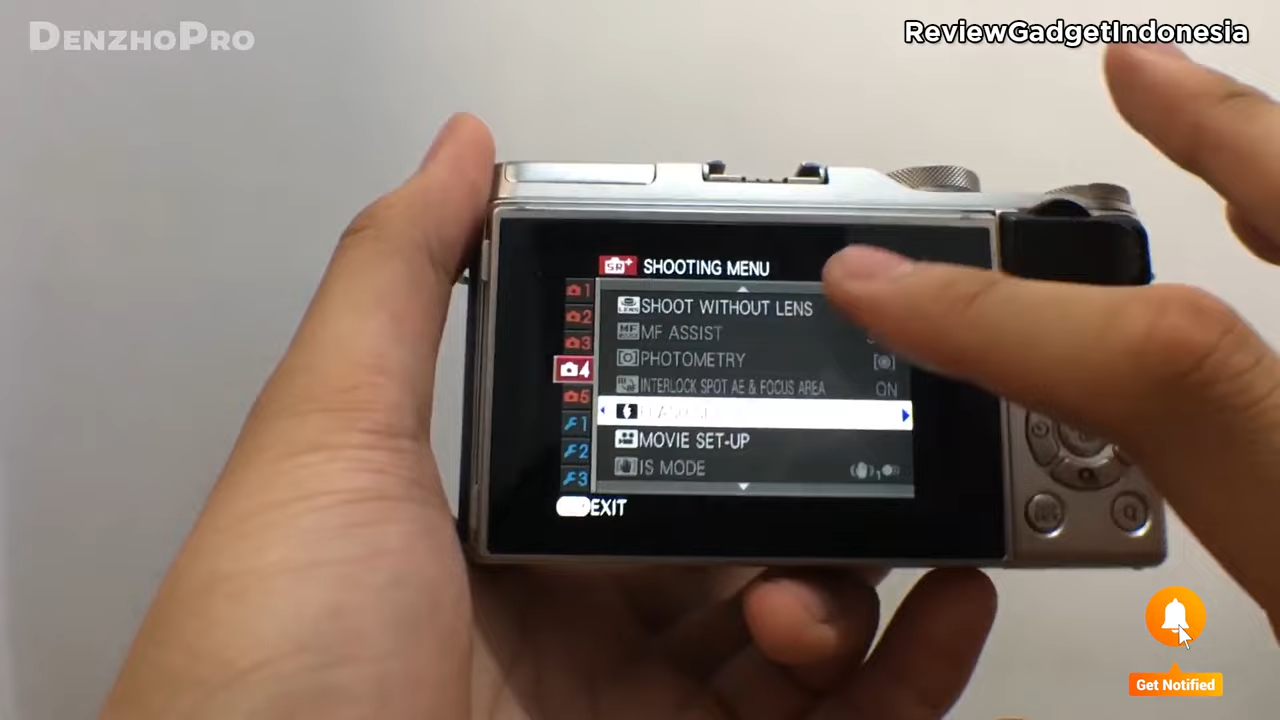 DENZHOPRO
ReviewGadgetIndonesia
SR+ SHOOTING MENU
1
2
3
4
5
1
2
3
SHOOT WITHOUT LENS
MF ASSIST
PHOTOMETRY
INTERLOCK SPOT AE & FOCUS AREA ON
MOVIE SET-UP
IS MODE
EXIT
Q
Get Notified